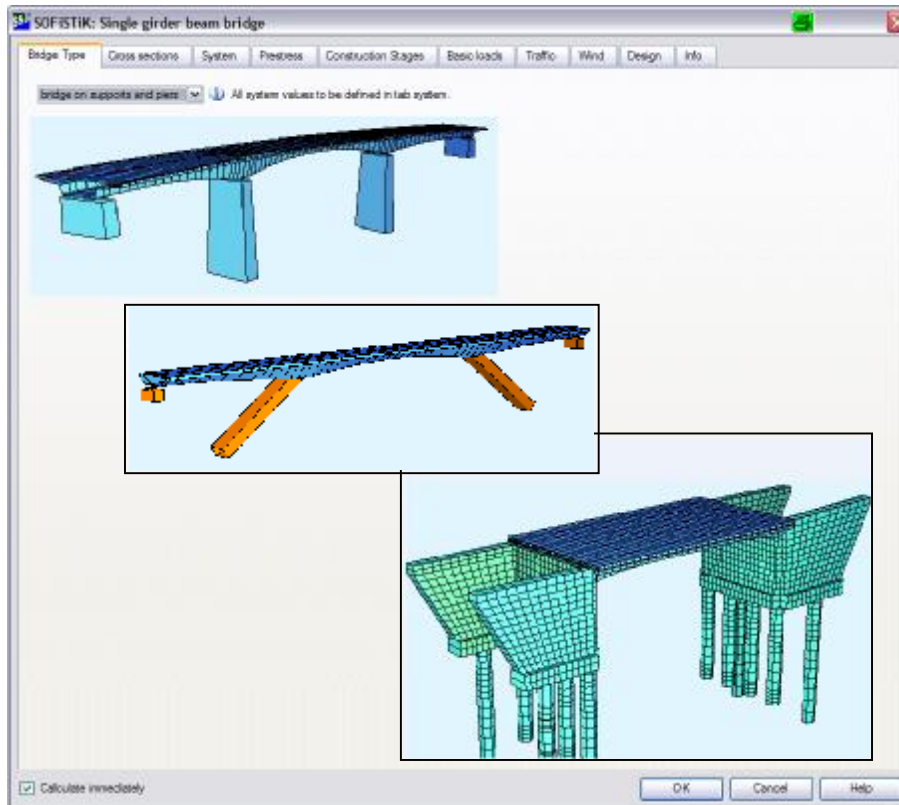 SOFiSTiK: Single girder beam bridge
Bridge Type Cross sections System Prestress Construction Stages Basic loads Traffic Wind Design Info
bridge on supports and piers All system values to be defined in tab system.
Calculate immediately OK Cancel Help